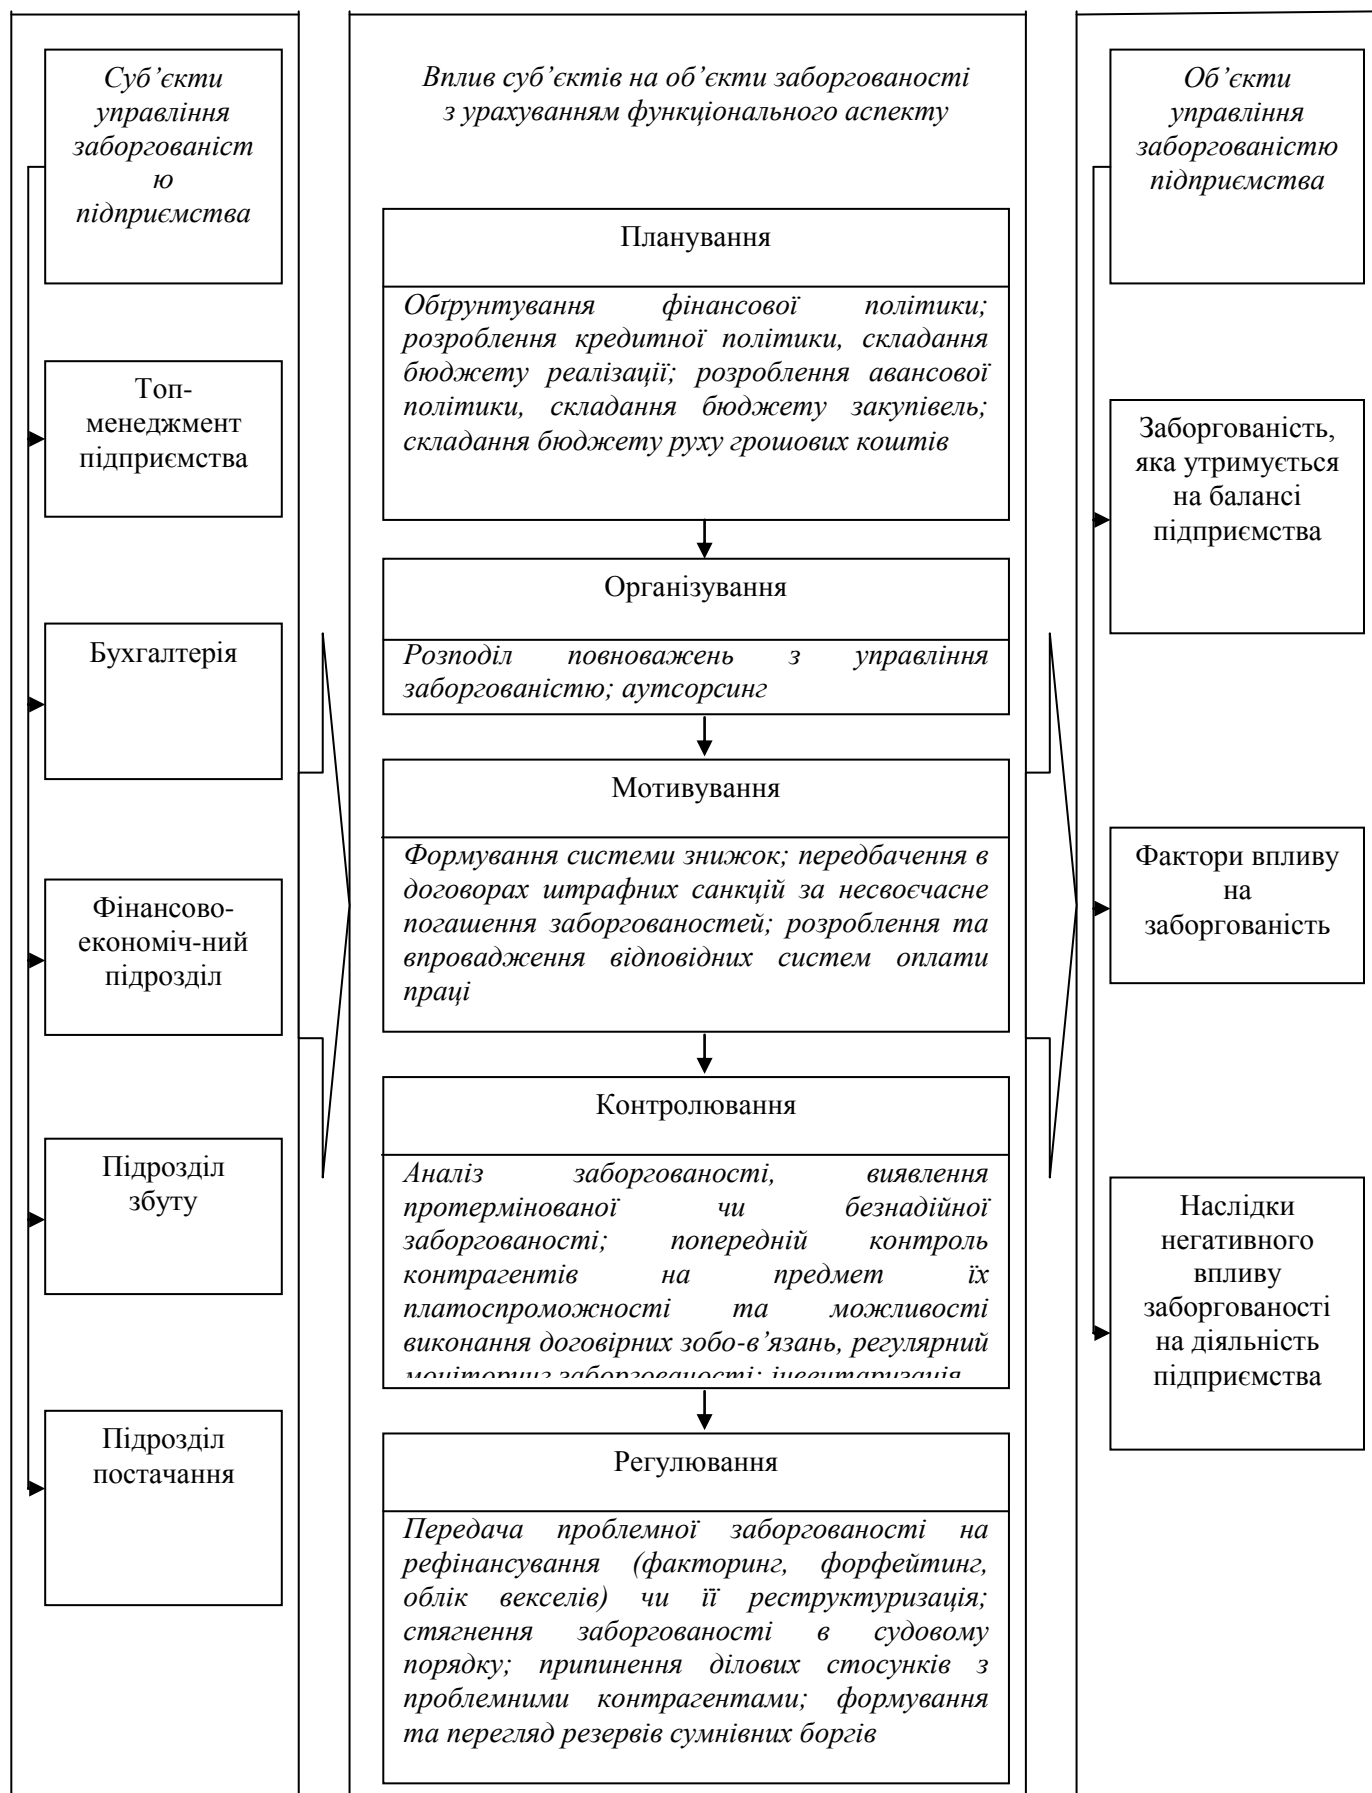 Суб’єкти
управління
заборгованіст
ю
підприємства
Топ-
менеджмент
підприємства
Бухгалтерія
Фінансово-
економіч-ний
підрозділ
Підрозділ
збуту
Підрозділ
постачання
Вплив суб’єктів на об’єкти заборгованості
з урахуванням функціонального аспекту
Планування
Обґрунтування фінансової політики;
розроблення кредитної політики, складання
бюджету реалізації; розроблення авансової
політики, складання бюджету закупівель;
складання бюджету руху грошових коштів
Організування
Розподіл повноважень з управління
заборгованістю; аутсорсинг
Мотивування
Формування системи знижок; передбачення в
договорах штрафних санкцій за несвоєчасне
погашення заборгованостей; розроблення та
впровадження відповідних систем оплати
праці
Контролювання
Аналіз заборгованості, виявлення
протермінованої чи безнадійної
заборгованості; попередній контроль
контрагентів на предмет їх
платоспроможності та можливості
виконання договірних зобо-в’язань, регулярний
моніторинг заборгованості; інвентаризація
Регулювання
Передача проблемної заборгованості на
рефінансування (факторинг, форфейтинг,
облік векселів) чи її реструктуризація;
стягнення заборгованості в судовому
порядку; припинення ділових стосунків з
проблемними контрагентами; формування
та перегляд резервів сумнівних боргів
Об’єкти
управління
заборгованістю
підприємства
Заборгованість,
яка утримується
на балансі
підприємства
Фактори впливу
на
заборгованість
Наслідки
негативного
впливу
заборгованості
на діяльність
підприємства